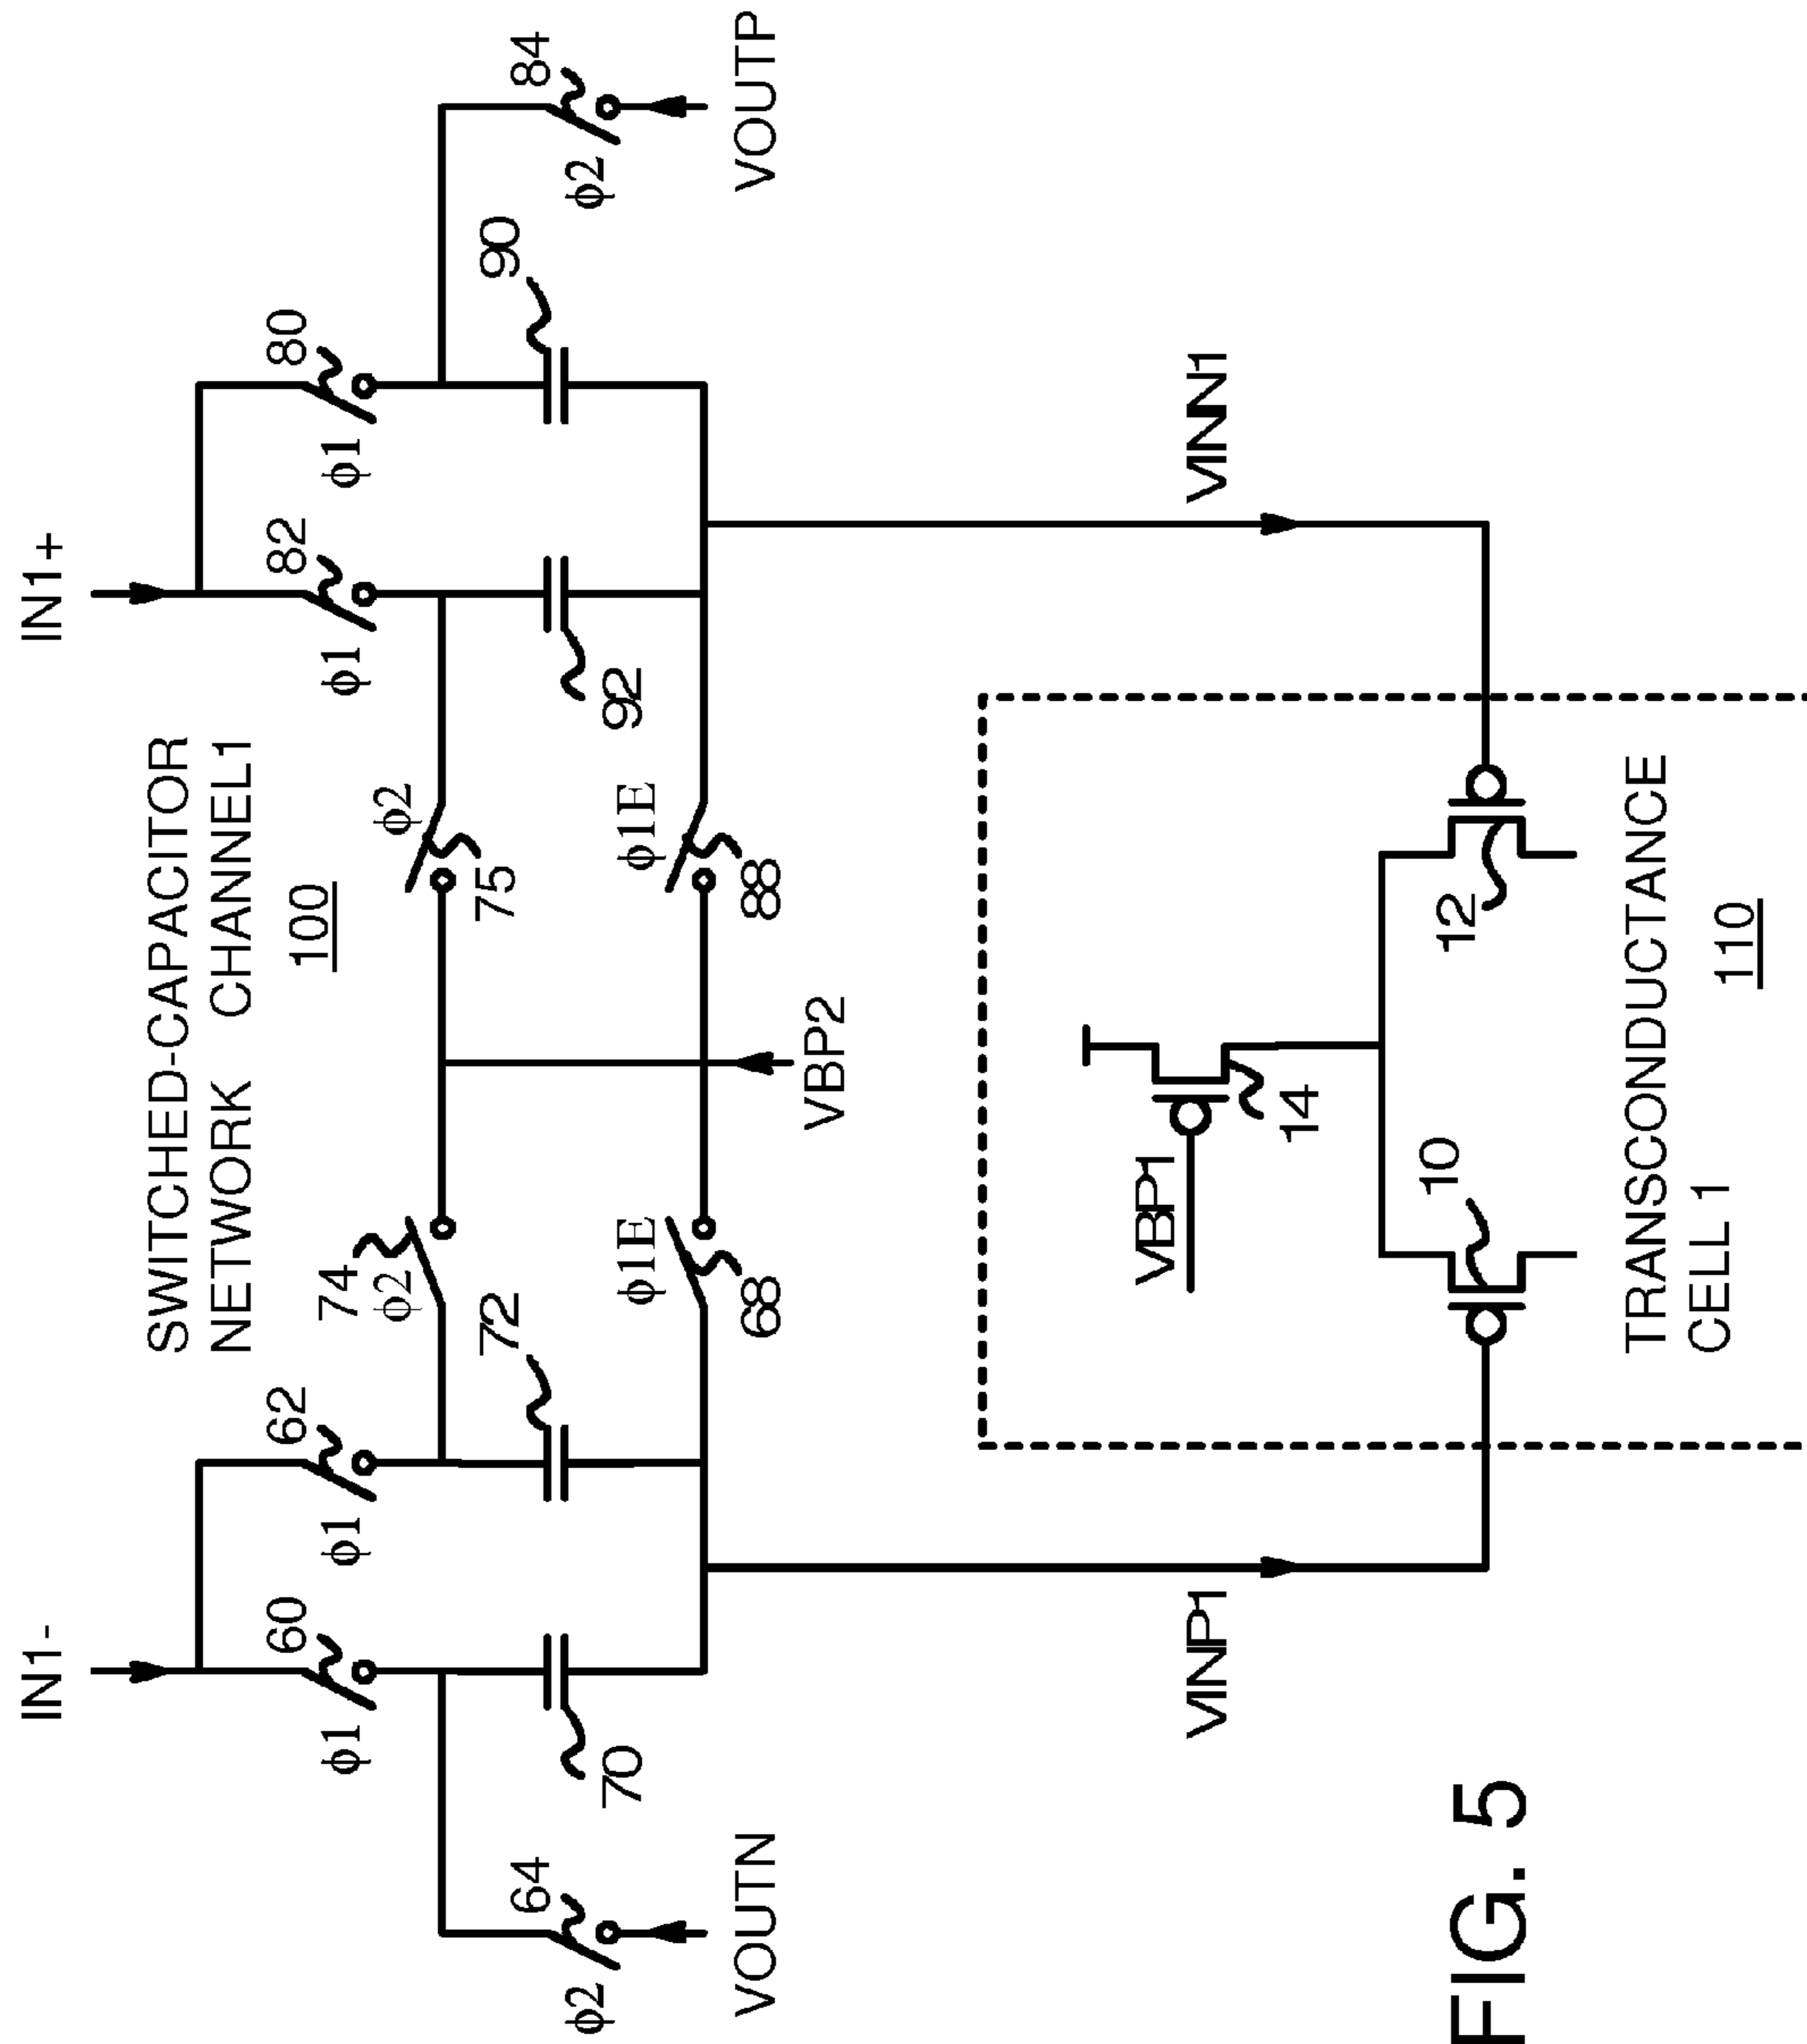 IN1-
IN1+
SWITCHED-CAPACITOR
NETWORK CHANNEL1
100
60
62
82
80
ϕ1
ϕ1
ϕ1
ϕ1
74
ϕ2
ϕ2
75
64
ϕ2
72
90
84
ϕ2
70
ϕ1E
ϕ1E
92
68
88
VOUTN
VBP2
VOUTP
VINP1
VBP1
14
VINN1
10
12
TRANSCONDUCTANCE
CELL 1
110
FIG. 5